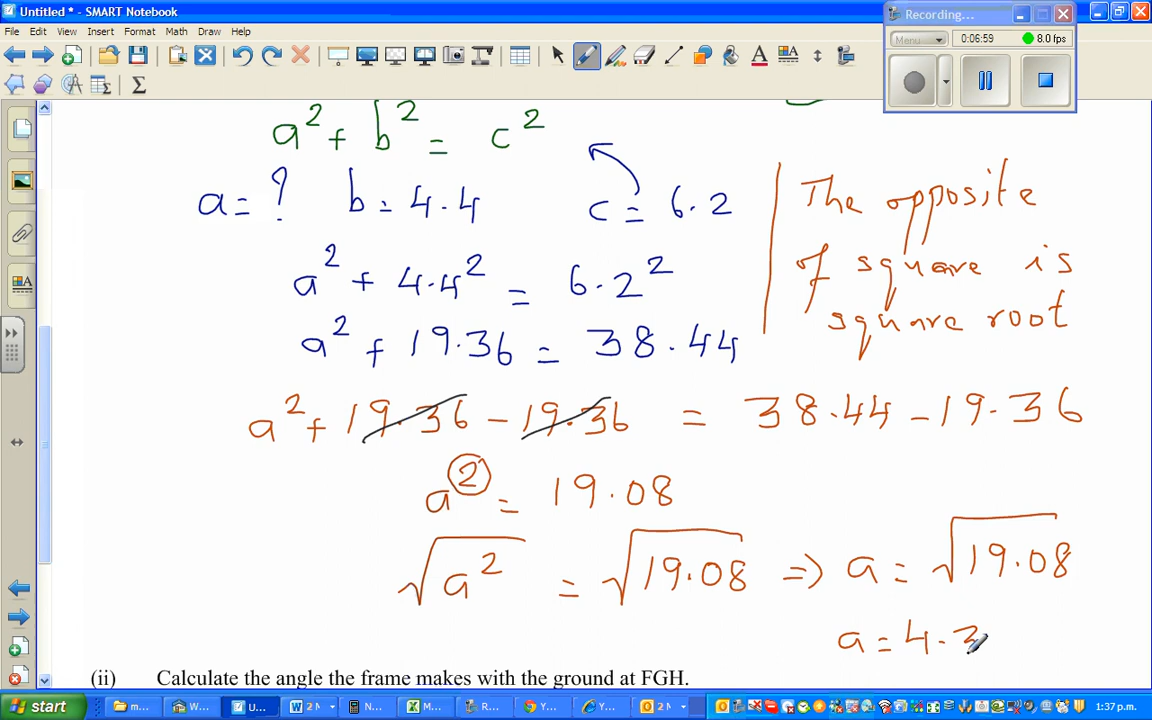 Untitled * - SMART Notebook
Recording...
File Edit View Insert Format Math Draw Help
Menu 0:06:59 8.0 fps
a² + b² = c²
a = ? b = 4.4 c = 6.2
The opposite
of square is
square root
a² + 4.4² = 6.2²
a² + 19.36 = 38.44
a² + 19.36 - 19.36 = 38.44 - 19.36
a² = 19.08
√a² = √19.08 => a = √19.08
a = 4.3
(ii) Calculate the angle the frame makes with the ground at FGH.
start m... W... U... 2 N... N... M... R... Y... Y... 2 N... 1:37 p.m.